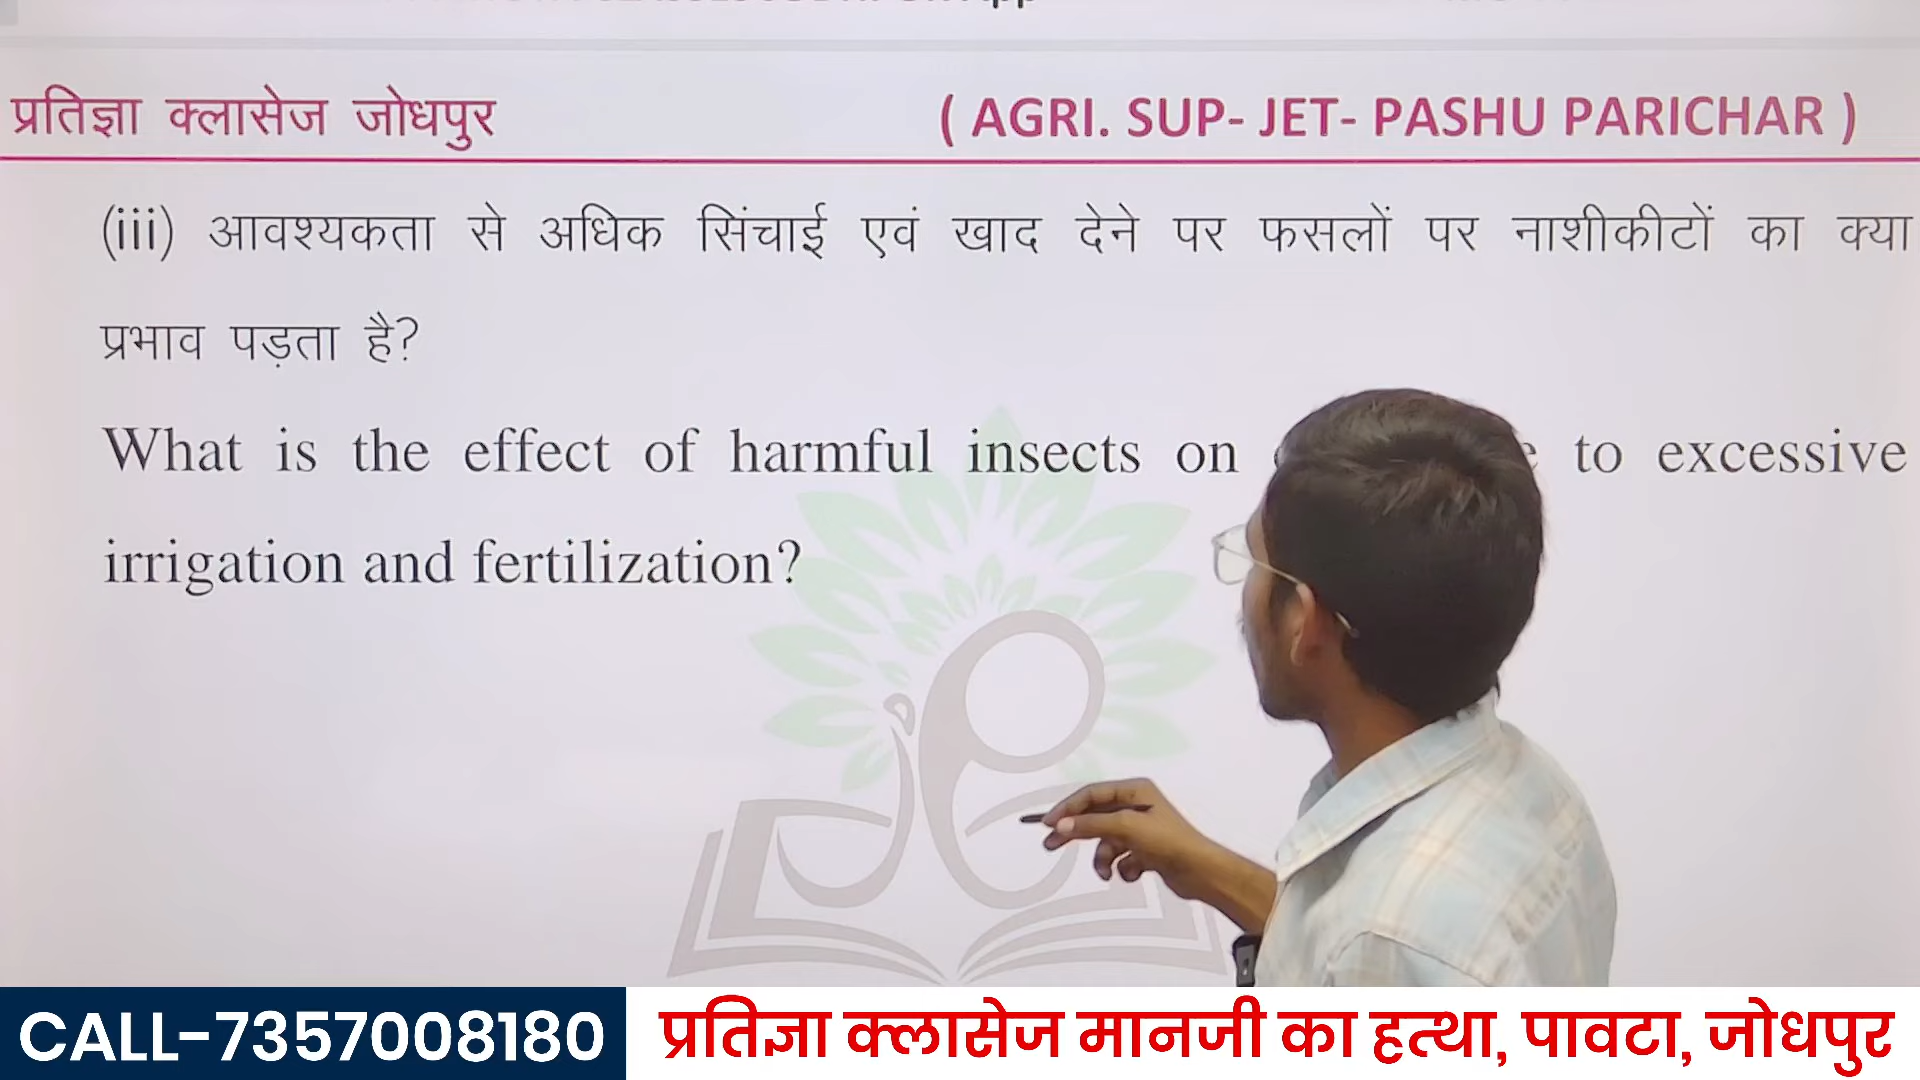 प्रतिज्ञा क्लासेज जोधपुर ( AGRI. SUP- JET- PASHU PARICHAR )
(iii) आवश्यकता से अधिक सिंचाई एवं खाद देने पर फसलों पर नाशीकीटों का क्या
प्रभाव पड़ता है?
What is the effect of harmful insects on to excessive
irrigation and fertilization?
CALL-7357008180 प्रतिज्ञा क्लासेज मानजी का हत्था, पावटा, जोधपुर